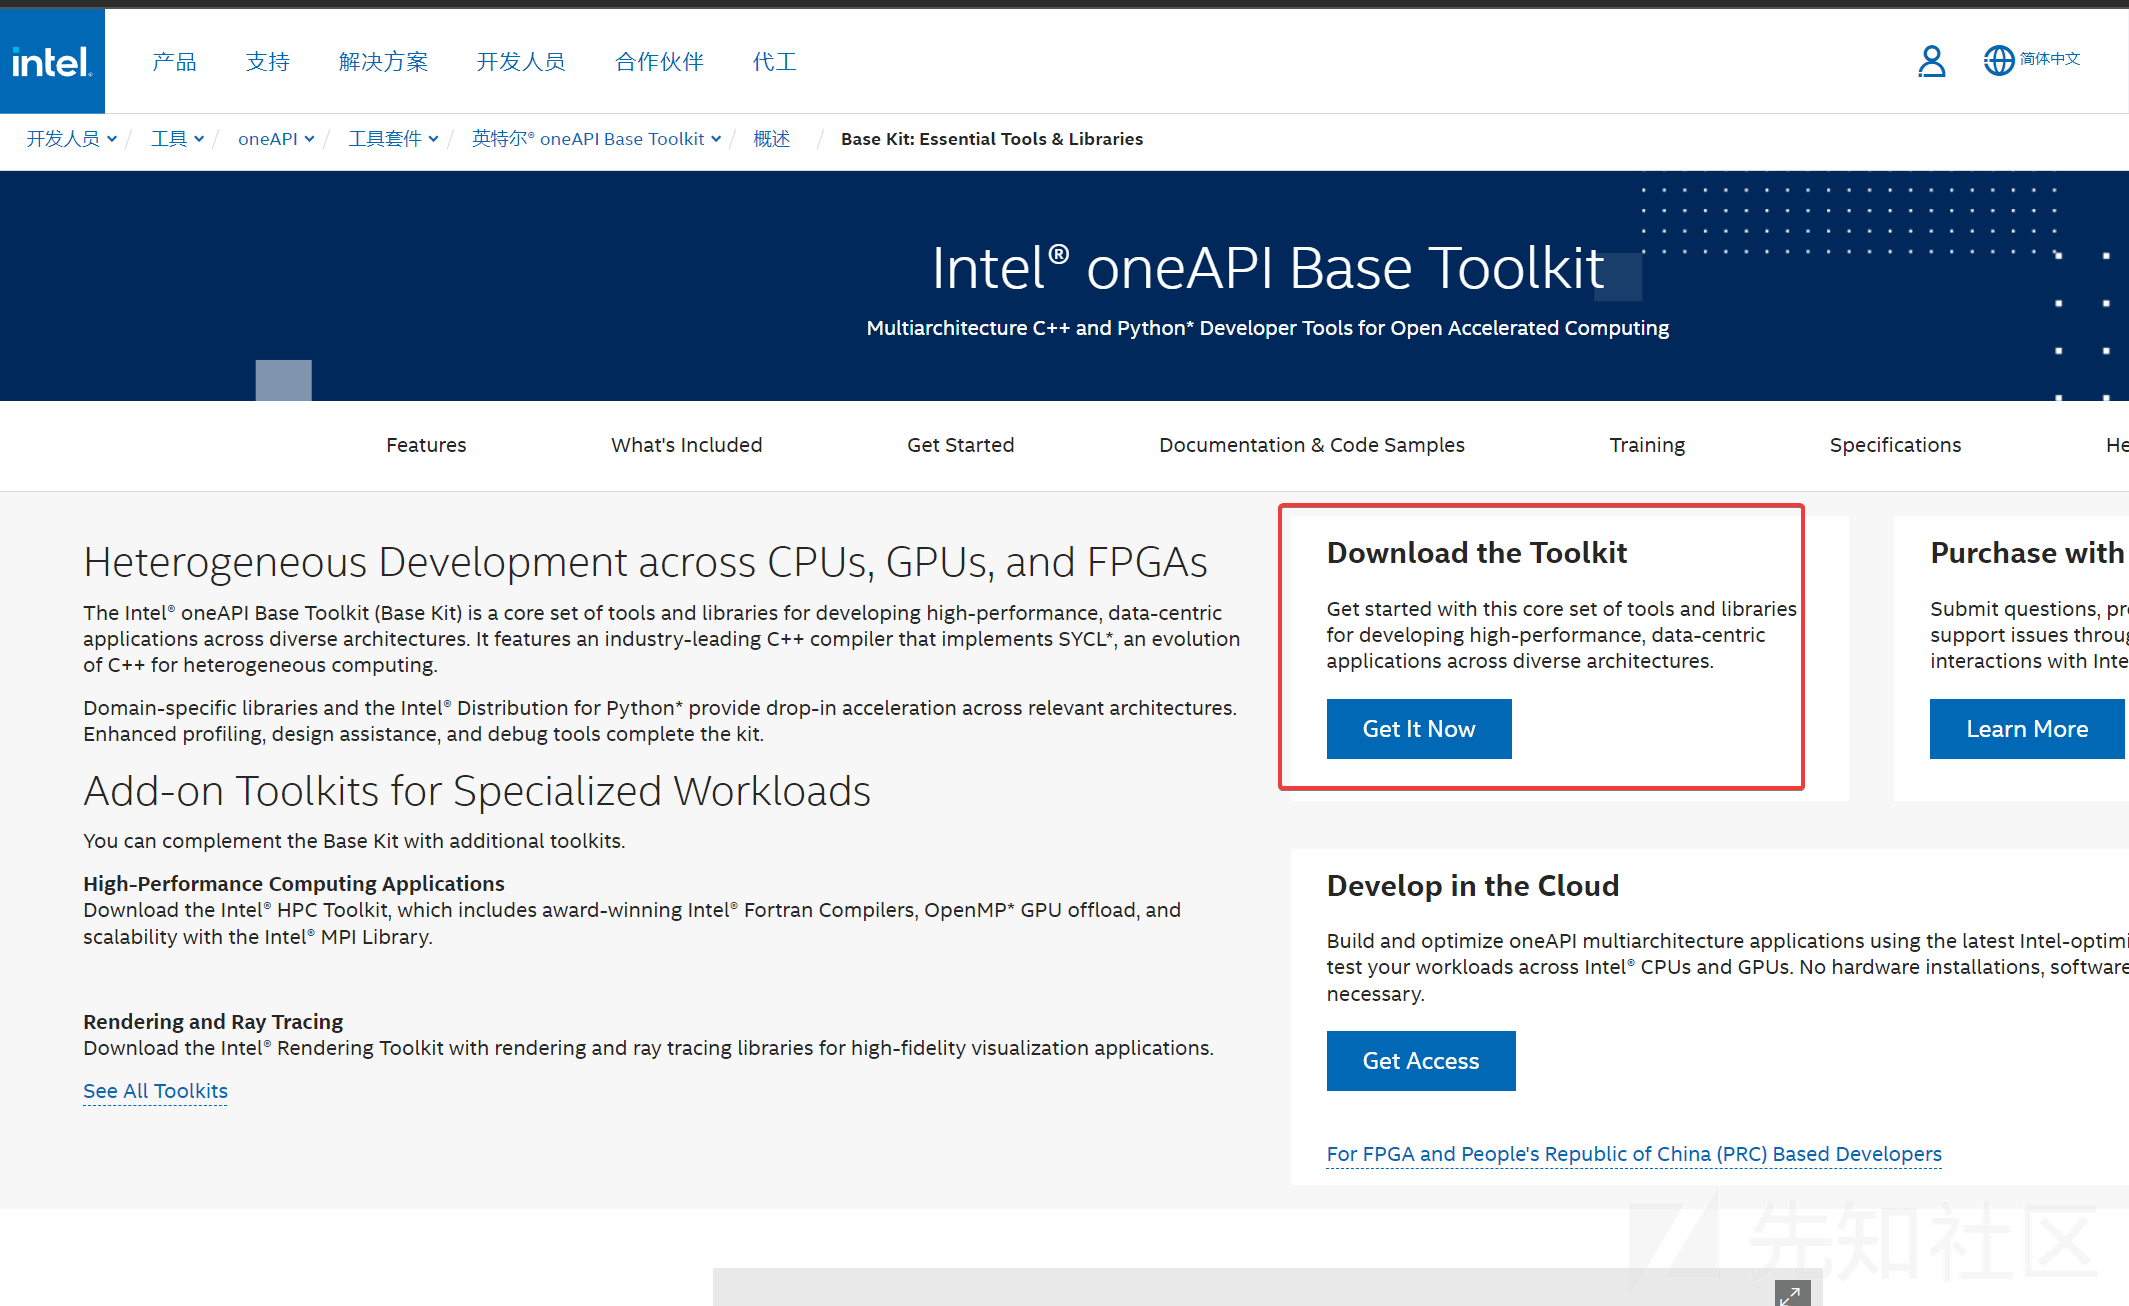 intel.
产品
支持
解决方案
开发人员
合作伙伴
代工
简体中文
开发人员 / 工具 / oneAPI / 工具套件 / 英特尔® oneAPI Base Toolkit / 概述 / Base Kit: Essential Tools & Libraries
Intel® oneAPI Base Toolkit
Multiarchitecture C++ and Python* Developer Tools for Open Accelerated Computing
Features
What's Included
Get Started
Documentation & Code Samples
Training
Specifications
He
Heterogeneous Development across CPUs, GPUs, and FPGAs
The Intel® oneAPI Base Toolkit (Base Kit) is a core set of tools and libraries for developing high-performance, data-centric
applications across diverse architectures. It features an industry-leading C++ compiler that implements SYCL*, an evolution
of C++ for heterogeneous computing.
Domain-specific libraries and the Intel® Distribution for Python* provide drop-in acceleration across relevant architectures.
Enhanced profiling, design assistance, and debug tools complete the kit.
Add-on Toolkits for Specialized Workloads
You can complement the Base Kit with additional toolkits.
High-Performance Computing Applications
Download the Intel® HPC Toolkit, which includes award-winning Intel® Fortran Compilers, OpenMP* GPU offload, and
scalability with the Intel® MPI Library.
Rendering and Ray Tracing
Download the Intel® Rendering Toolkit with rendering and ray tracing libraries for high-fidelity visualization applications.
See All Toolkits
Download the Toolkit
Get started with this core set of tools and libraries
for developing high-performance, data-centric
applications across diverse architectures.
Get It Now
Purchase with
Submit questions, pr
support issues throug
interactions with Inte
Learn More
Develop in the Cloud
Build and optimize oneAPI multiarchitecture applications using the latest Intel-optimi
test your workloads across Intel® CPUs and GPUs. No hardware installations, software
necessary.
Get Access
For FPGA and People's Republic of China (PRC) Based Developers
先知社区